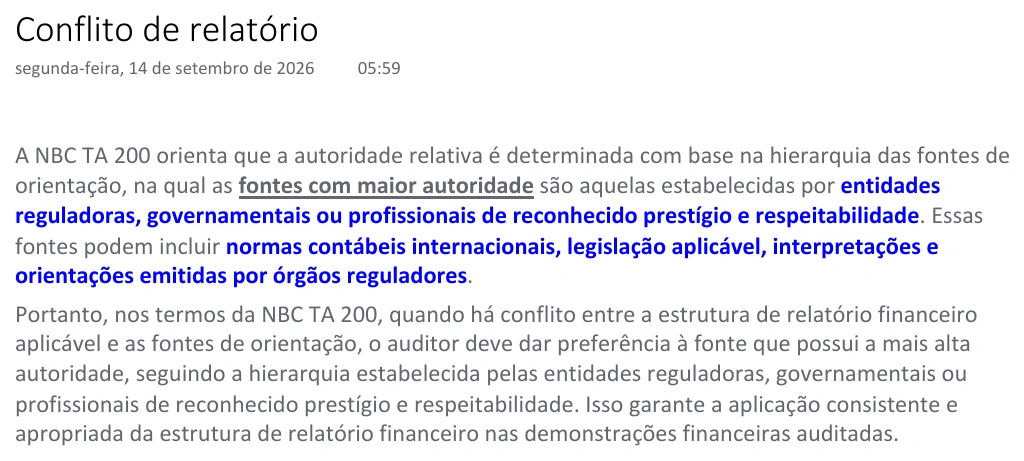 Conflito de relatório
segunda-feira, 14 de setembro de 2026 05:59
A NBC TA 200 orienta que a autoridade relativa é determinada com base na hierarquia das fontes de
orientação, na qual as fontes com maior autoridade são aquelas estabelecidas por entidades
reguladoras, governamentais ou profissionais de reconhecido prestígio e respeitabilidade. Essas
fontes podem incluir normas contábeis internacionais, legislação aplicável, interpretações e
orientações emitidas por órgãos reguladores.
Portanto, nos termos da NBC TA 200, quando há conflito entre a estrutura de relatório financeiro
aplicável e as fontes de orientação, o auditor deve dar preferência à fonte que possui a mais alta
autoridade, seguindo a hierarquia estabelecida pelas entidades reguladoras, governamentais ou
profissionais de reconhecido prestígio e respeitabilidade. Isso garante a aplicação consistente e
apropriada da estrutura de relatório financeiro nas demonstrações financeiras auditadas.